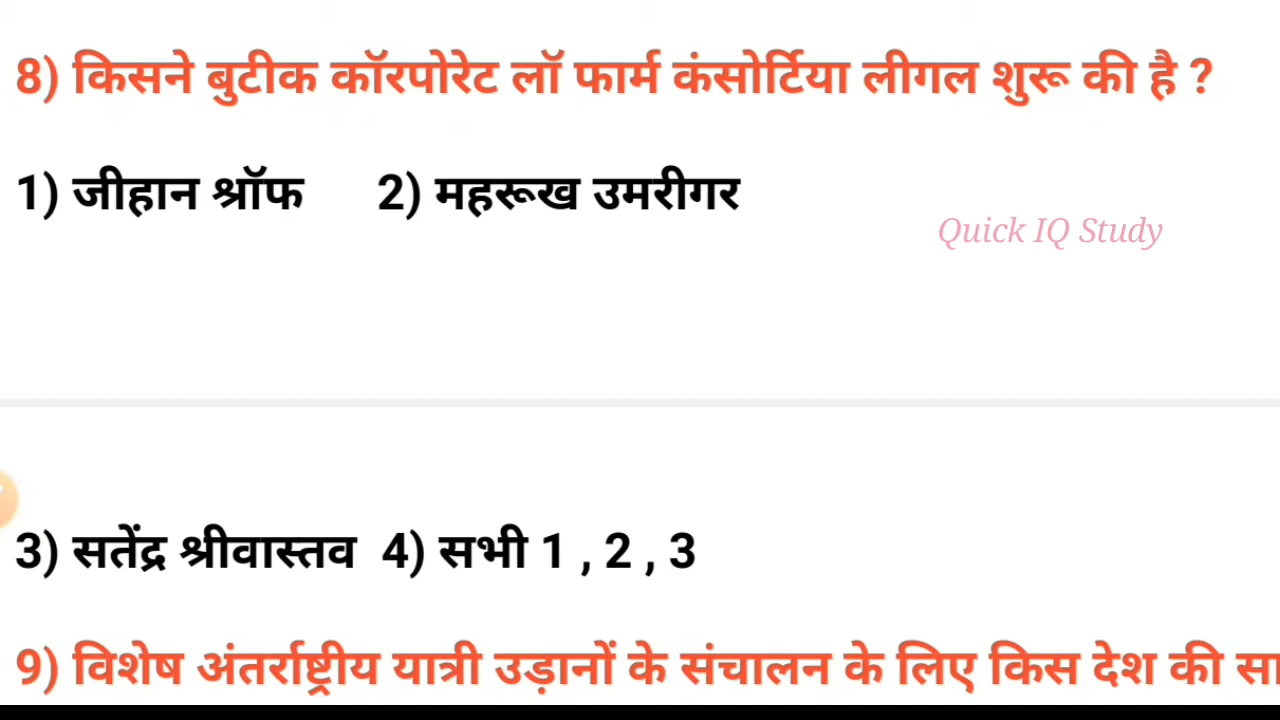 8) किसने बुटीक कॉरपोरेट लॉ फार्म कंसोर्टिया लीगल शुरू की है ?
1) जीहान श्रॉफ 2) महरूख उमरीगर
Quick IQ Study
3) सतेंद्र श्रीवास्तव 4) सभी 1 , 2 , 3
9) विशेष अंतर्राष्ट्रीय यात्री उड़ानों के संचालन के लिए किस देश की